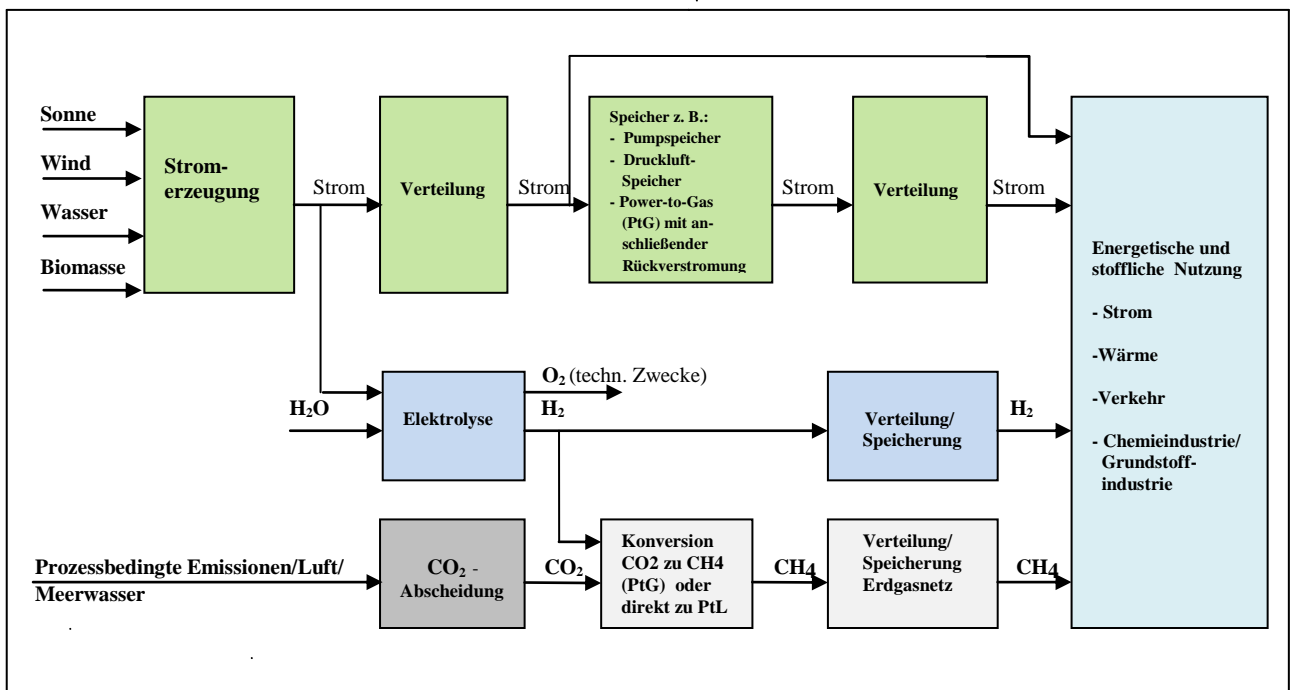 Sonne
Wind
Wasser
Biomasse
Strom-
erzeugung
Strom
Verteilung
Strom
Speicher z. B.:
- Pumpspeicher
- Druckluft-
Speicher
- Power-to-Gas
(PtG) mit an-
schließender
Rückverstromung
Strom
Verteilung
Strom
Energetische und
stoffliche Nutzung
- Strom
-Wärme
-Verkehr
- Chemieindustrie/
Grundstoff-
industrie
H₂O
Elektrolyse
O₂ (techn. Zwecke)
H₂
Verteilung/
Speicherung
H₂
Prozessbedingte Emissionen/Luft/
Meerwasser
CO₂ -
Abscheidung
CO₂
Konversion
CO2 zu CH4
(PtG) oder
direkt zu PtL
CH4
Verteilung/
Speicherung
Erdgasnetz
CH4